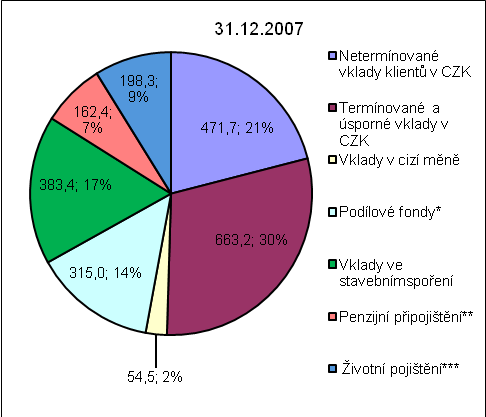 31.12.2007
198,3;
9%
471,7; 21%
162,4;
7%
383,4; 17%
663,2; 30%
315,0; 14%
54,5; 2%
Netermínované
vklady klientů v CZK
Termínované a
úsporné vklady v
CZK
Vklady v cizí měně
Podílové fondy*
Vklady ve
stavebnímspoření
Penzijní připojištění**
Životní pojištění***